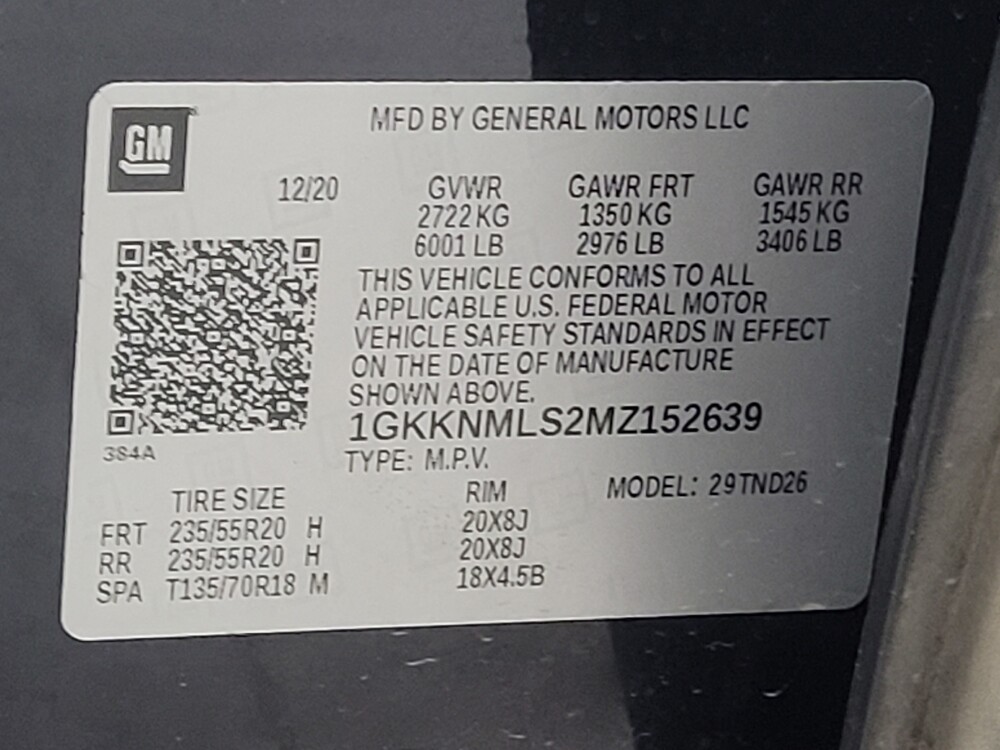 GM
MFD BY GENERAL MOTORS LLC
12/20 GVWR GAWR FRT GAWR RR
2722 KG 1350 KG 1545 KG
6001 LB 2976 LB 3406 LB
THIS VEHICLE CONFORMS TO ALL
APPLICABLE U.S. FEDERAL MOTOR
VEHICLE SAFETY STANDARDS IN EFFECT
ON THE DATE OF MANUFACTURE
SHOWN ABOVE.
1GKKNMLS2MZ152639
384A
TYPE: M.P.V.
TIRE SIZE RIM MODEL: 29TND26
FRT 235/55R20 H 20X8J
RR 235/55R20 H 20X8J
SPA T135/70R18 M 18X4.5B